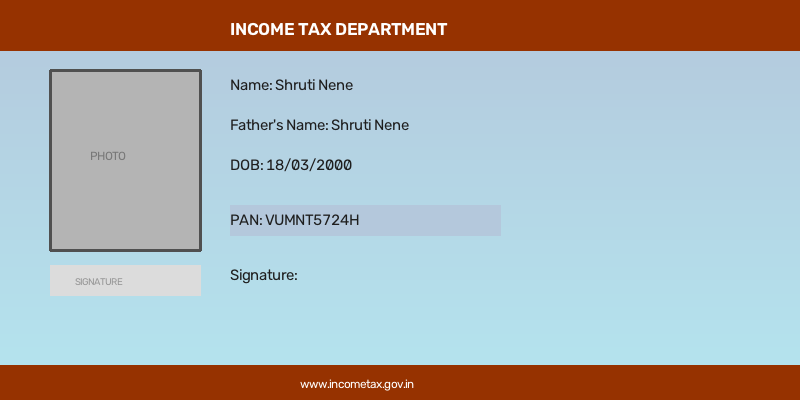 INCOME TAX DEPARTMENT
Name: Shruti Nene
Father's Name: Shruti Nene
DOB: 18/03/2000
PHOTO
PAN: VUMNT5724H
Signature:
SIGNATURE
www.incometax.gov.in